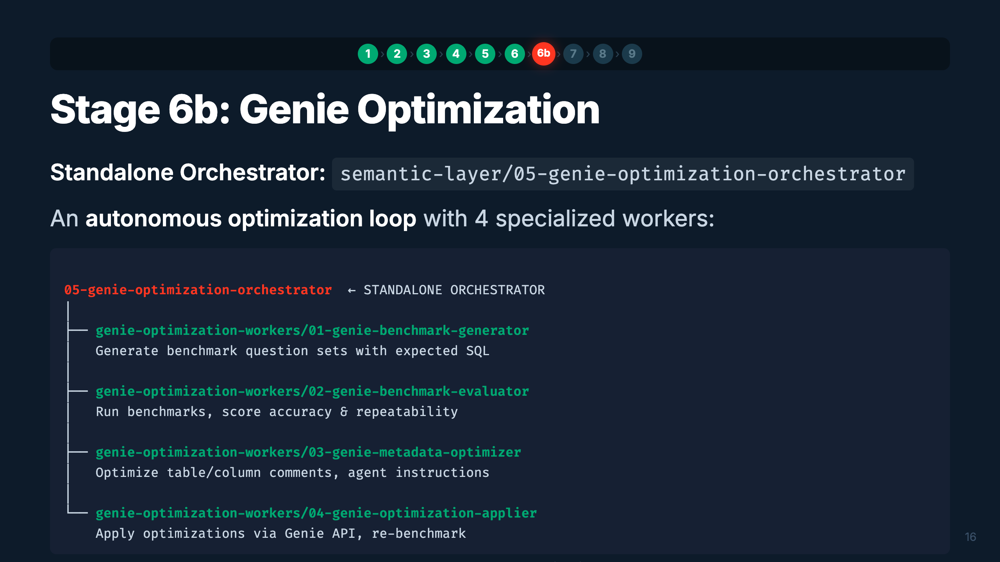 1 › 2 › 3 › 4 › 5 › 6 › 6b › 7 › 8 › 9
Stage 6b: Genie Optimization
Standalone Orchestrator: semantic-layer/05-genie-optimization-orchestrator
An autonomous optimization loop with 4 specialized workers:
05-genie-optimization-orchestrator ← STANDALONE ORCHESTRATOR
genie-optimization-workers/01-genie-benchmark-generator
Generate benchmark question sets with expected SQL
genie-optimization-workers/02-genie-benchmark-evaluator
Run benchmarks, score accuracy & repeatability
genie-optimization-workers/03-genie-metadata-optimizer
Optimize table/column comments, agent instructions
genie-optimization-workers/04-genie-optimization-applier
Apply optimizations via Genie API, re-benchmark
16